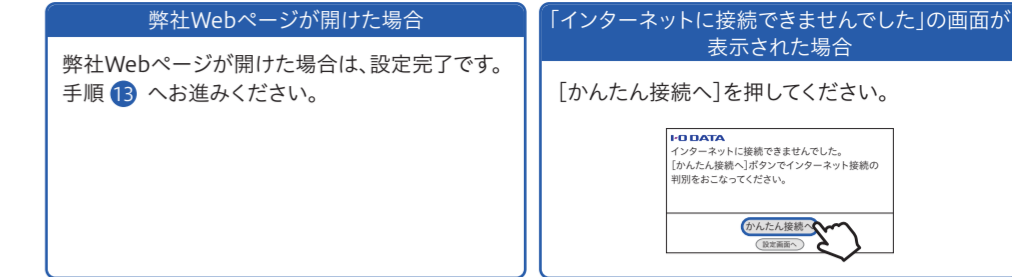 弊社Webページが開けた場合
弊社Webページが開けた場合は、設定完了です。
手順 13 へお進みください。
「インターネットに接続できませんでした」の画面が
表示された場合
[かんたん接続へ]を押してください。
I-O DATA
インターネットに接続できませんでした。
[かんたん接続へ]ボタンでインターネット接続の
判別をおこなってください。
かんたん接続へ
設定画面へ